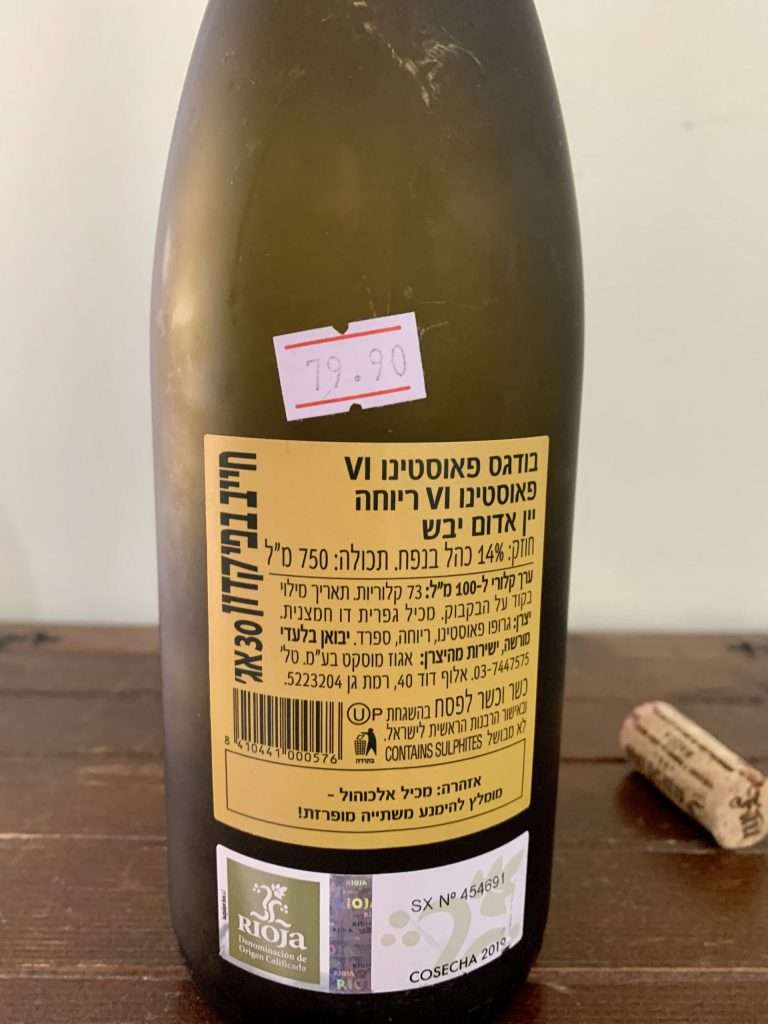 79.90
בודגס פאוסטינו VI
פאוסטינו VI ריוחה
יין אדום יבש
חוזק: 14% כהל בנפח. תכולה: 750 מ"ל
ערך קלורי ל-100 מ"ל: 73 קלוריות. תאריך מילוי
בקוד על הבקבוק. מכיל גפרית דו חמצנית.
יצרן: גרופו פאוסטינו, ריוחה, ספרד. יבואן בלעדי
מורשה, ישירות מהיצרן: אגוז מוסקט בע"מ. טל'
03-7447575. אלוף דוד 40, רמת גן 5223204.
כשר וכשר לפסח בהשגחת U P
ובאישור הרבנות הראשית לישראל.
לא מבושל CONTAINS SULPHITES
חייב בפיקדון 30 אג'
8 410441 000576
אזהרה: מכיל אלכוהול -
מומלץ להימנע משתייה מופרזת!
RIOJA
Denominación de
Origen Calificada
SX Nº 454691
COSECHA 2019